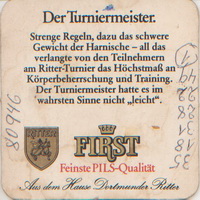 Der Turniermeister.
Strenge Regeln, dazu das schwere
Gewicht der Harnische – all das
verlangte von den Teilnehmern
am Ritter-Turnier das Höchstmaß an
Körperbeherrschung und Training.
Der Turniermeister hatte es im
wahrsten Sinne nicht „leicht“.
FIRST
Feinste PILS-Qualität
Aus dem Hause Dortmunder Ritter